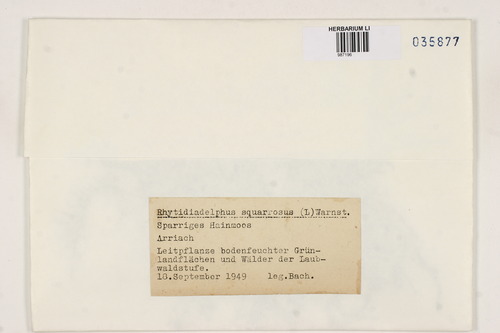 HERBARIUM LI
987196
035877
Rhytidiadelphus squarrosus (L)Warnst.
Sparriges Hainmoos
Arriach
Leitpflanze bodenfeuchter Grün-
landflächen und Wälder der Laub-
waldstufe.
18.September 1949 leg.Bach.